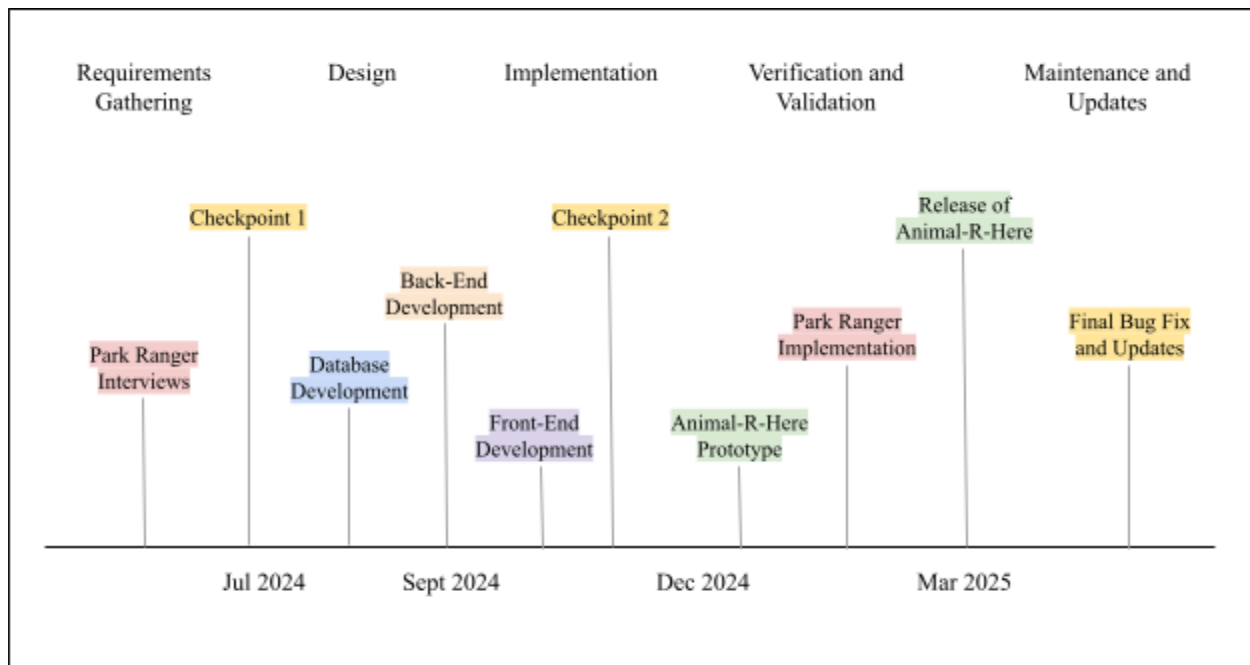 Requirements
Gathering
Design
Implementation
Verification and
Validation
Maintenance and
Updates
Checkpoint 1
Checkpoint 2
Release of
Animal-R-Here
Back-End
Development
Park Ranger
Implementation
Final Bug Fix
and Updates
Park Ranger
Interviews
Database
Development
Front-End
Development
Animal-R-Here
Prototype
Jul 2024
Sept 2024
Dec 2024
Mar 2025